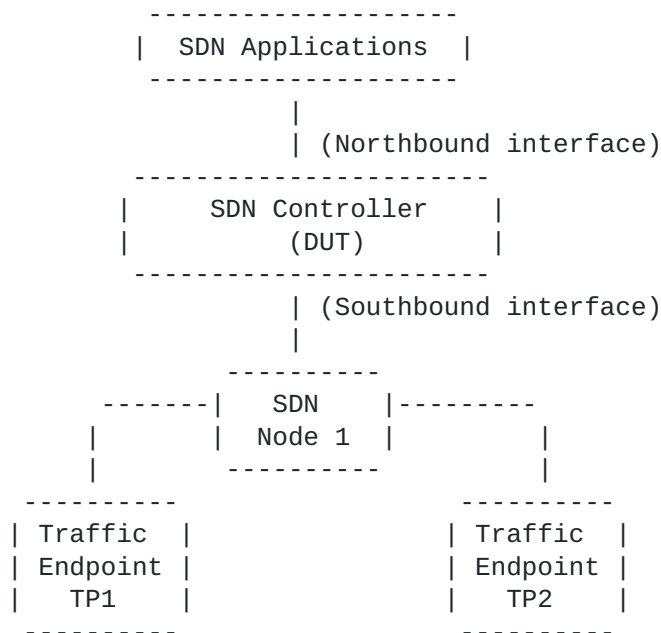 SDN Applications
(Northbound interface)
SDN Controller
(DUT)
(Southbound interface)
SDN
Node 1
Traffic Traffic
Endpoint Endpoint
TP1 TP2